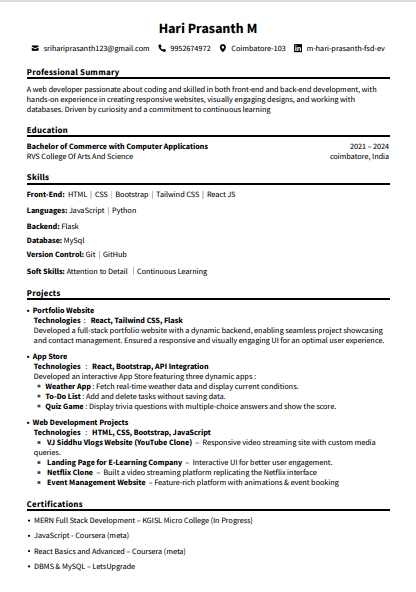 Hari Prasanth M
srihariprasanth123@gmail.com 9952674972 Coimbatore-103 m-hari-prasanth-fsd-ev
Professional Summary
A web developer passionate about coding and skilled in both front-end and back-end development, with
hands-on experience in creating responsive websites, visually engaging designs, and working with
databases. Driven by curiosity and a commitment to continuous learning
Education
Bachelor of Commerce with Computer Applications 2021 – 2024
RVS College Of Arts And Science coimbatore, India
Skills
Front-End: HTML | CSS | Bootstrap | Tailwind CSS | React JS
Languages: JavaScript | Python
Backend: Flask
Database: MySql
Version Control: Git | GitHub
Soft Skills: Attention to Detail | Continuous Learning
Projects
• Portfolio Website
Technologies : React, Tailwind CSS, Flask
Developed a full-stack portfolio website with a dynamic backend, enabling seamless project showcasing
and contact management. Ensured a responsive and visually engaging UI for an optimal user experience.
• App Store
Technologies : React, Bootstrap, API Integration
Developed an interactive App Store featuring three dynamic apps :
▪ Weather App : Fetch real-time weather data and display current conditions.
▪ To-Do List : Add and delete tasks without saving data.
▪ Quiz Game : Display trivia questions with multiple-choice answers and show the score.
• Web Development Projects
Technologies : HTML, CSS, Bootstrap, JavaScript
▪ VJ Siddhu Vlogs Website (YouTube Clone) – Responsive video streaming site with custom media
queries.
▪ Landing Page for E-Learning Company – Interactive UI for better user engagement.
▪ Netflix Clone – Built a video streaming platform replicating the Netflix interface
▪ Event Management Website – Feature-rich platform with animations & event booking
Certifications
• MERN Full Stack Development – KGISL Micro College (In Progress)
• JavaScript - Coursera (meta)
• React Basics and Advanced – Coursera (meta)
• DBMS & MySQL – LetsUpgrade